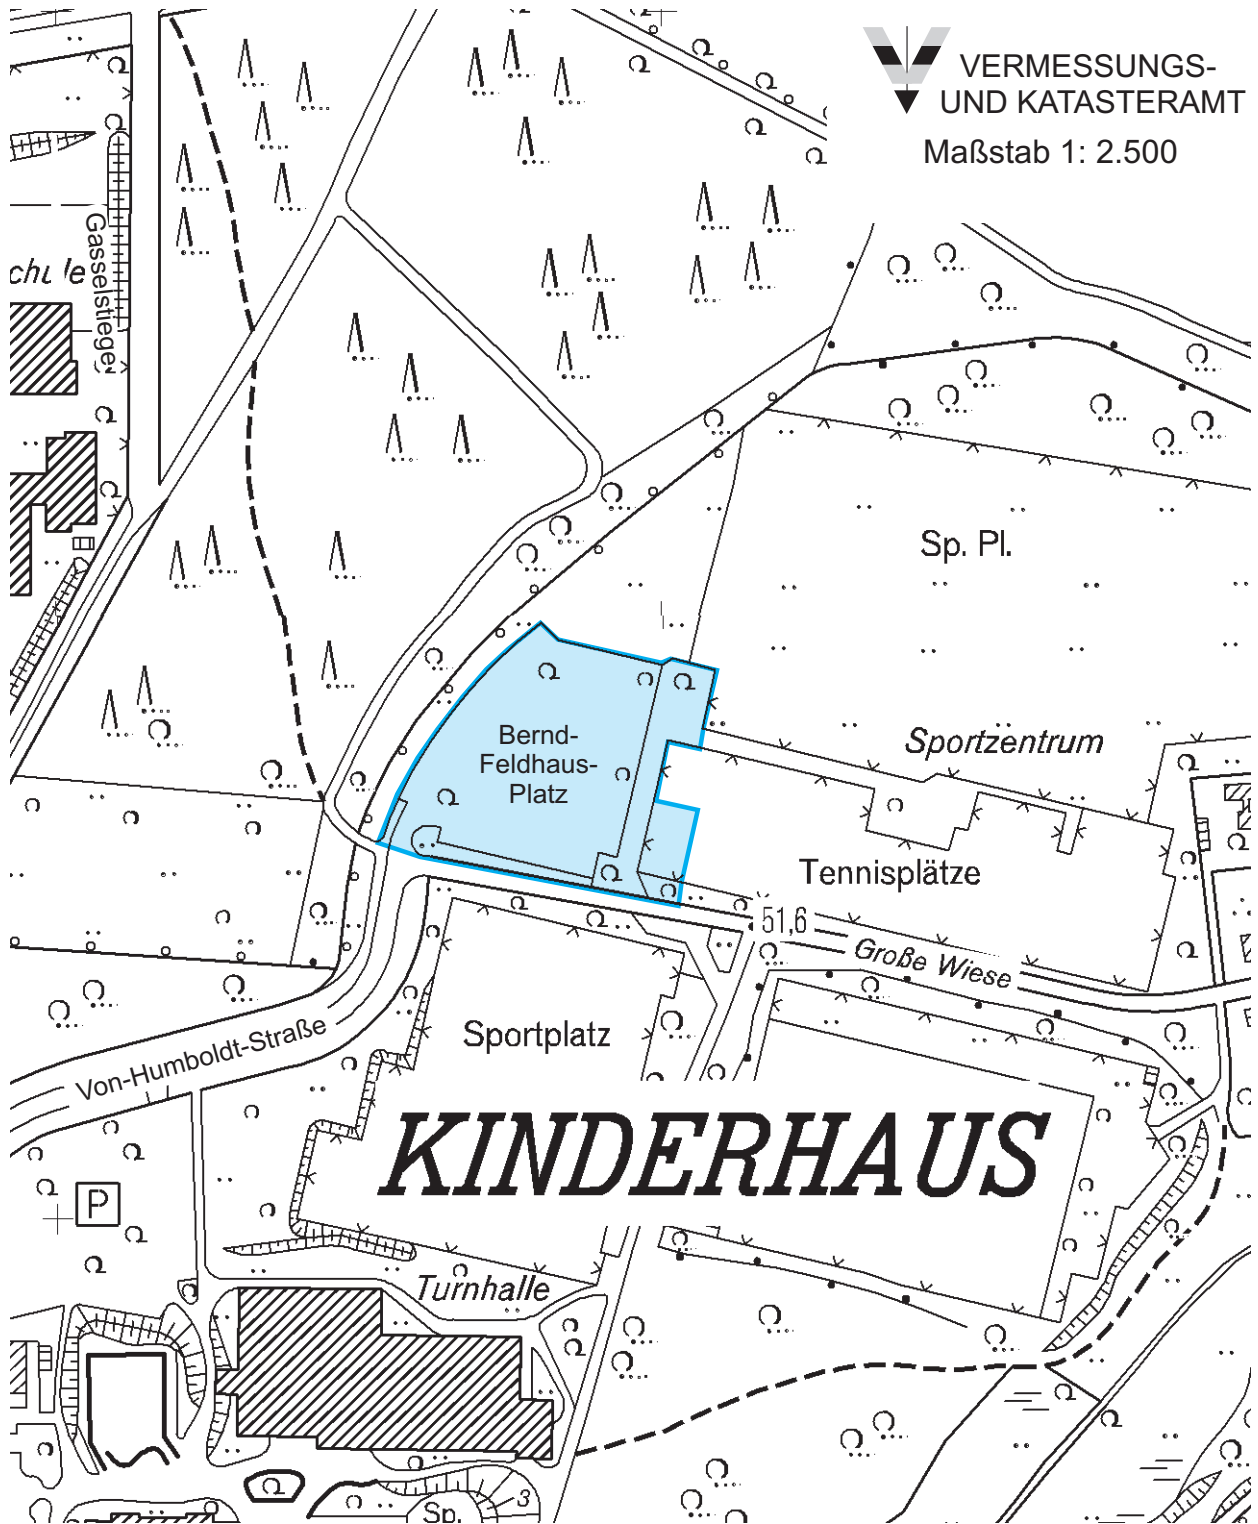 VERMESSUNGS-
UND KATASTERAMT
Maßstab 1: 2.500
Gasselstiege
Sp. Pl.
Bernd-
Feldhaus-
Platz
Sportzentrum
Tennisplätze
51,6
Große Wiese
Sportplatz
Von-Humboldt-Straße
KINDERHAUS
P
Turnhalle
3
Sp.